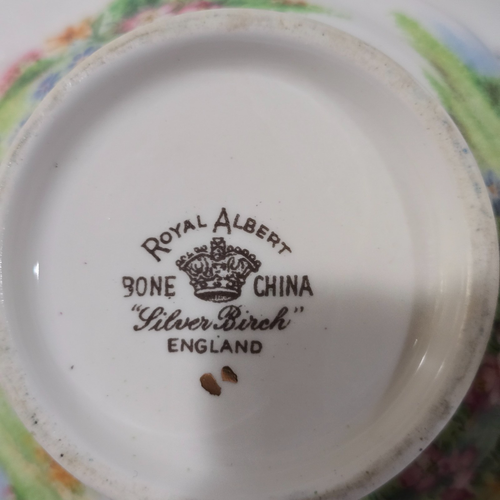 ROYAL ALBERT
BONE CHINA
"Silver Birch"
ENGLAND